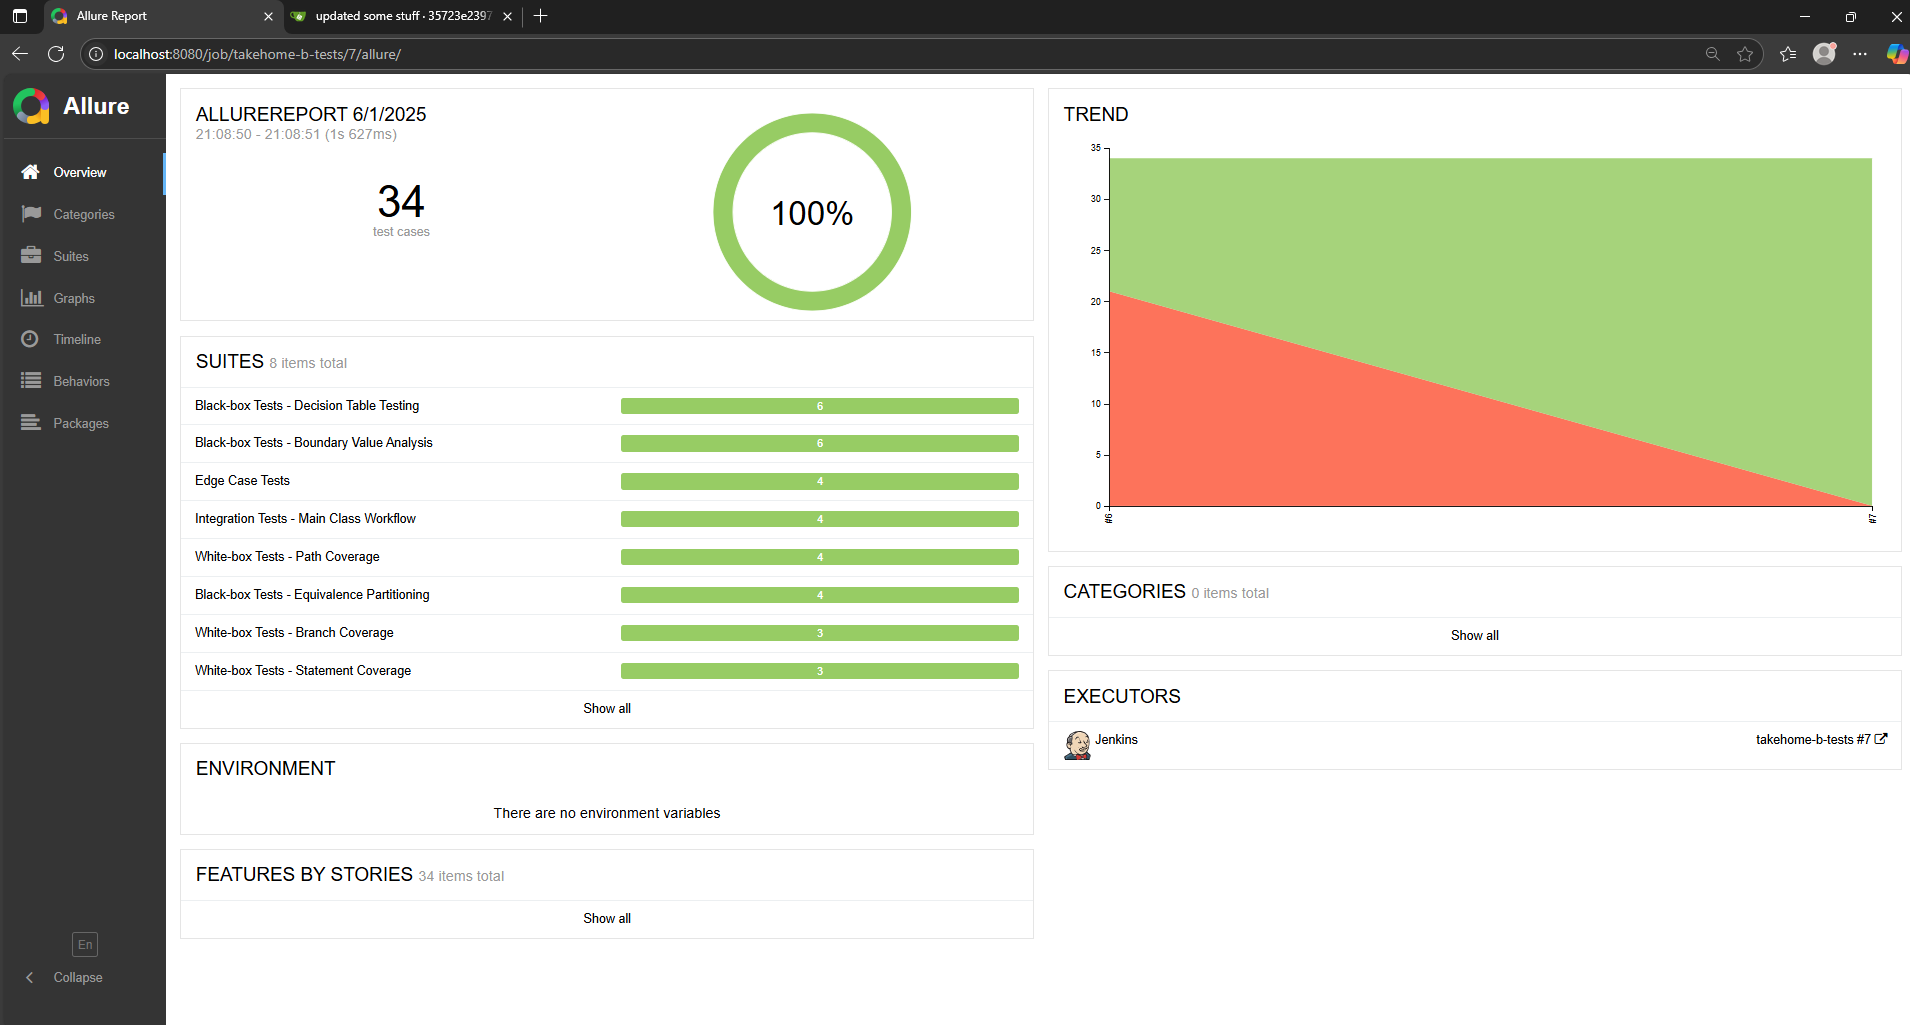 Allure Report
updated some stuff · 35723e2397
localhost:8080/job/takehome-b-tests/7/allure/
Allure
Overview
Categories
Suites
Graphs
Timeline
Behaviors
Packages
En
Collapse
ALLUREREPORT 6/1/2025
21:08:50 - 21:08:51 (1s 627ms)
34
test cases
100%
SUITES 8 items total
Black-box Tests - Decision Table Testing 6
Black-box Tests - Boundary Value Analysis 6
Edge Case Tests 4
Integration Tests - Main Class Workflow 4
White-box Tests - Path Coverage 4
Black-box Tests - Equivalence Partitioning 4
White-box Tests - Branch Coverage 3
White-box Tests - Statement Coverage 3
Show all
ENVIRONMENT
There are no environment variables
FEATURES BY STORIES 34 items total
Show all
TREND
35
30
25
20
15
10
5
0
#6
#7
CATEGORIES 0 items total
Show all
EXECUTORS
Jenkins
takehome-b-tests #7